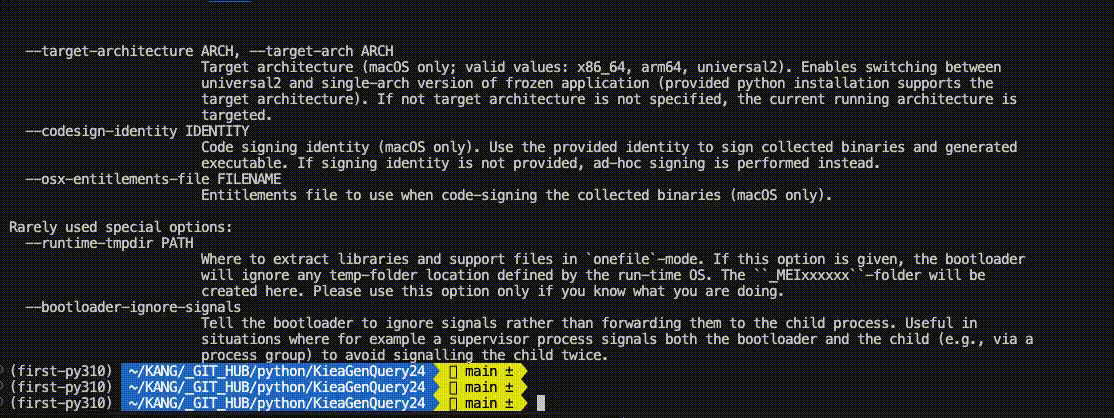 --target-architecture ARCH, --target-arch ARCH
Target architecture (macOS only; valid values: x86_64, arm64, universal2). Enables switching between
universal2 and single-arch version of frozen application (provided python installation supports the
target architecture). If not target architecture is not specified, the current running architecture is
targeted.
--codesign-identity IDENTITY
Code signing identity (macOS only). Use the provided identity to sign collected binaries and generated
executable. If signing identity is not provided, ad-hoc signing is performed instead.
--osx-entitlements-file FILENAME
Entitlements file to use when code-signing the collected binaries (macOS only).
Rarely used special options:
--runtime-tmpdir PATH
Where to extract libraries and support files in `onefile`-mode. If this option is given, the bootloader
will ignore any temp-folder location defined by the run-time OS. The ``_MEIxxxxxx``-folder will be
created here. Please use this option only if you know what you are doing.
--bootloader-ignore-signals
Tell the bootloader to ignore signals rather than forwarding them to the child process. Useful in
situations where for example a supervisor process signals both the bootloader and the child (e.g., via a
process group) to avoid signalling the child twice.
(first-py310) ~/KANG/_GIT_HUB/python/KieaGenQuery24 main ±
(first-py310) ~/KANG/_GIT_HUB/python/KieaGenQuery24 main ±
(first-py310) ~/KANG/_GIT_HUB/python/KieaGenQuery24 main ±